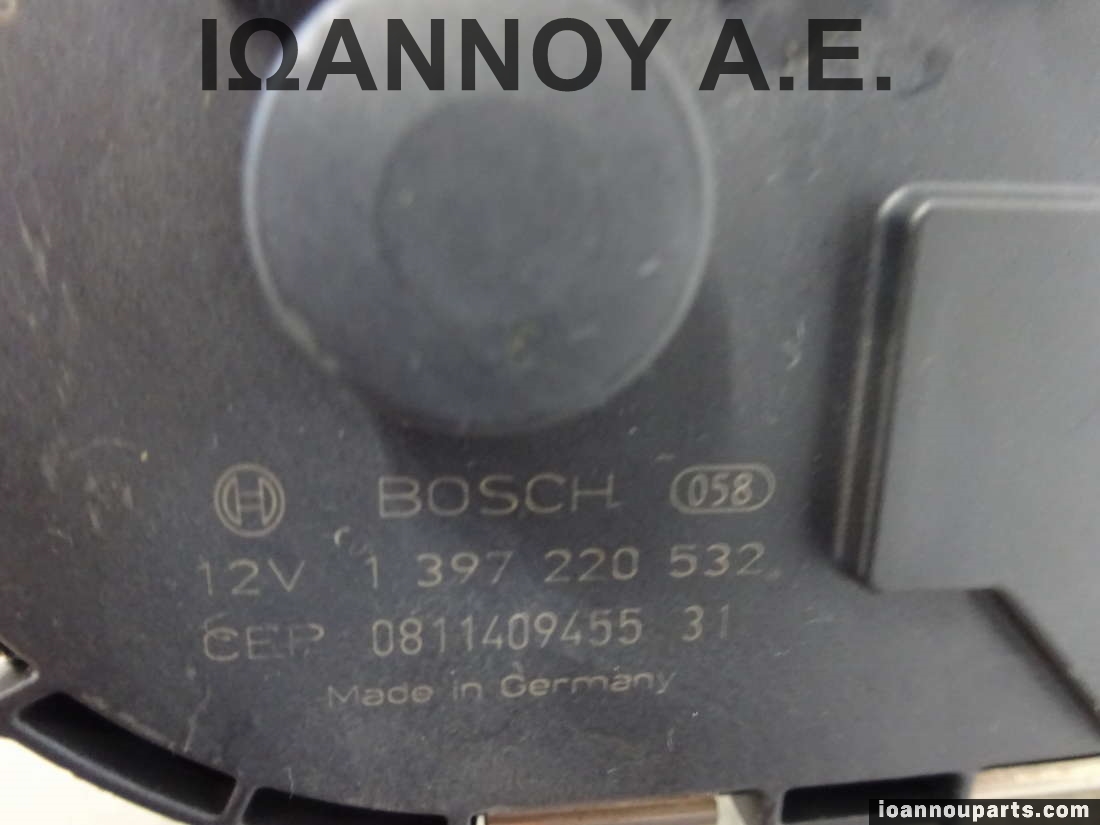 ΙΩΑΝΝΟΥ Α.Ε.
BOSCH 058
12V 1 397 220 532
CEP 0811409455 31
Made in Germany
ioannouparts.com